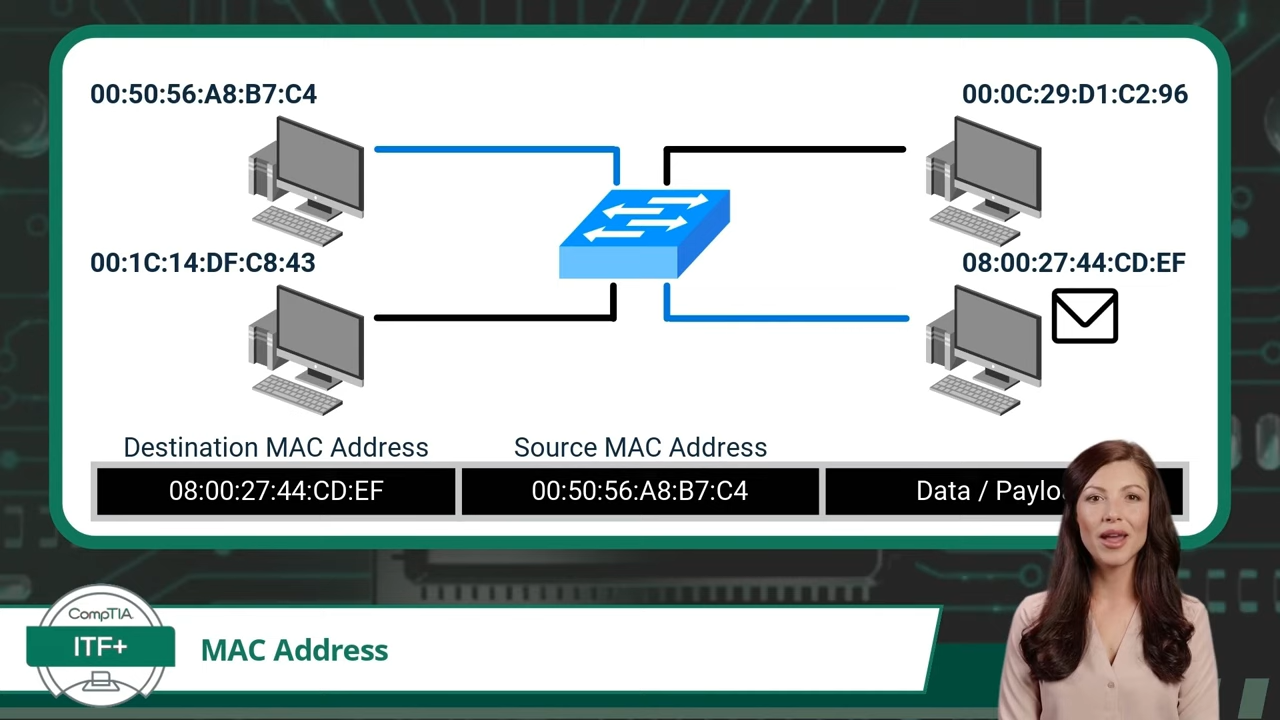 00:50:56:A8:B7:C4
00:0C:29:D1:C2:96
00:1C:14:DF:C8:43
08:00:27:44:CD:EF
Destination MAC Address
Source MAC Address
08:00:27:44:CD:EF
00:50:56:A8:B7:C4
Data /
CompTIA
ITF+
MAC Address